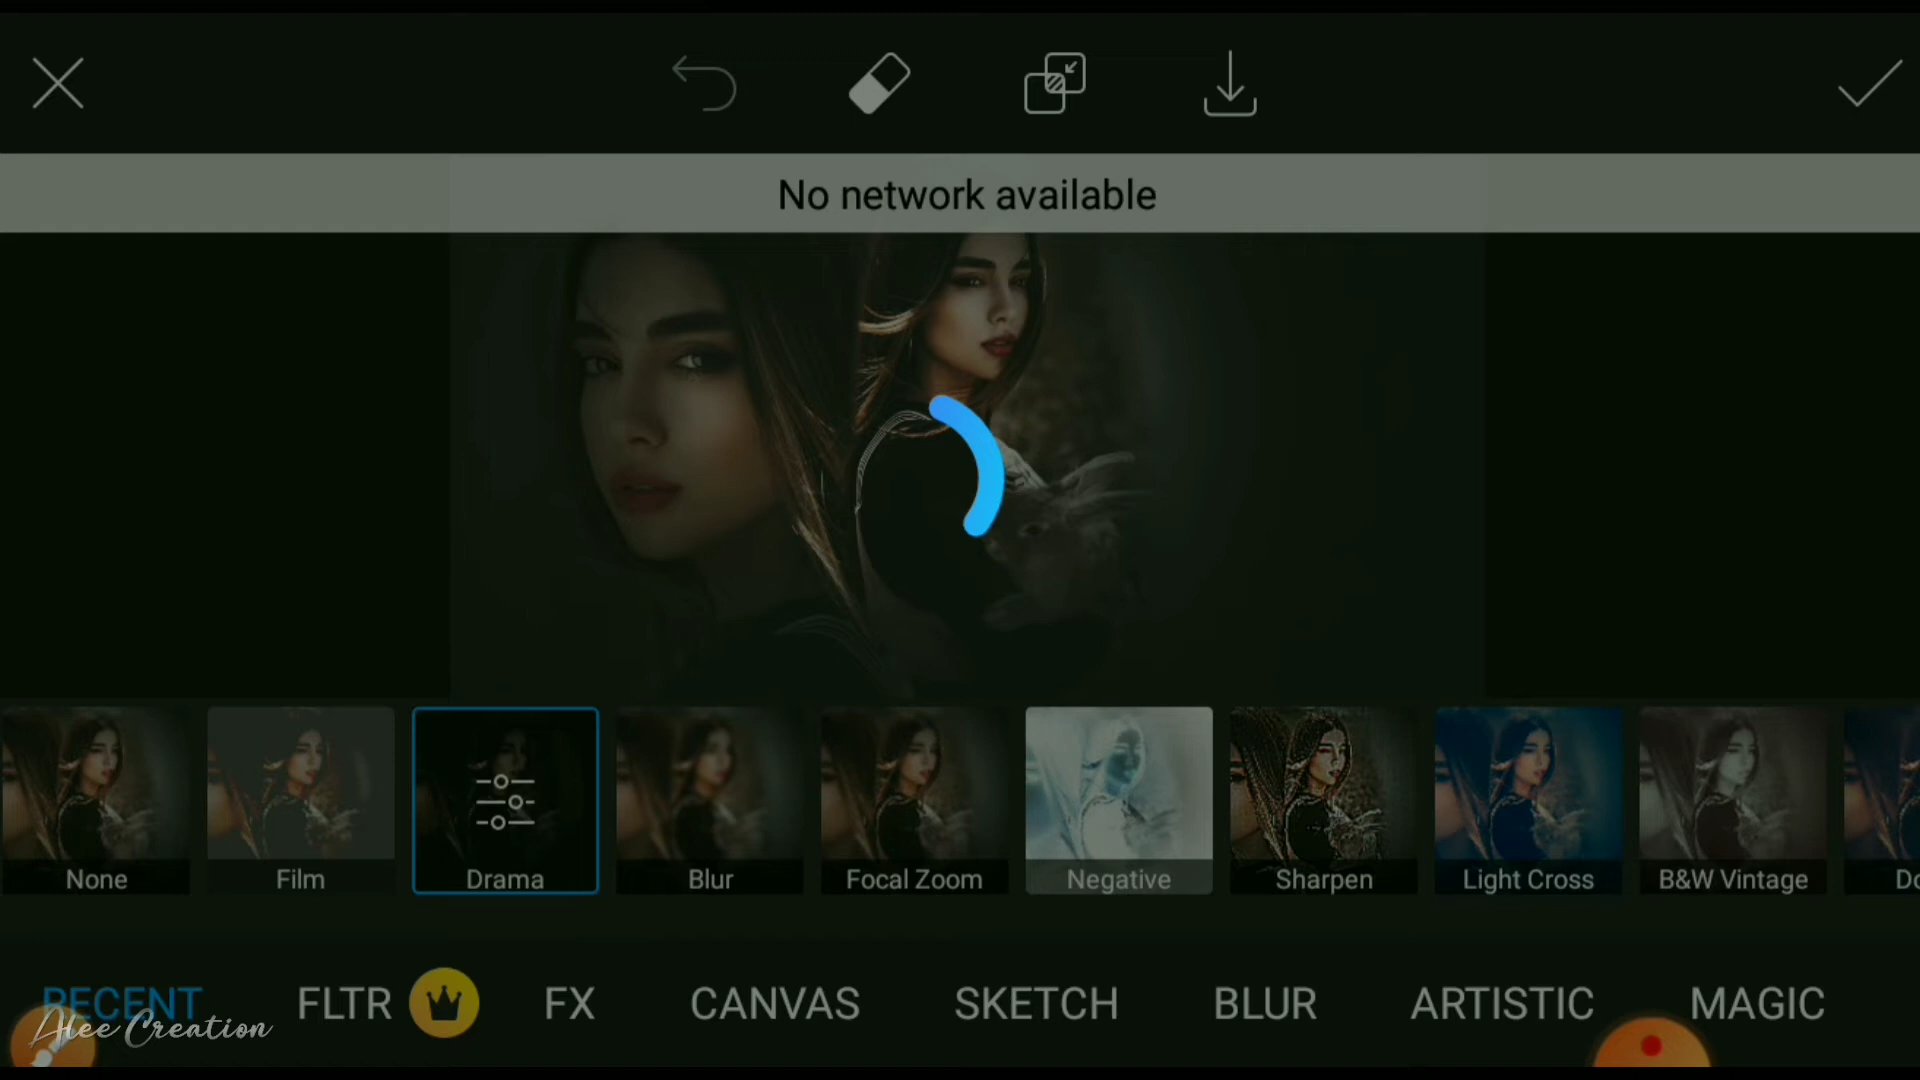 No network available
None
Film
Drama
Blur
Focal Zoom
Negative
Sharpen
Light Cross
B&W Vintage
RECENT
FLTR
FX
CANVAS
SKETCH
BLUR
ARTISTIC
MAGIC
Alee Creation